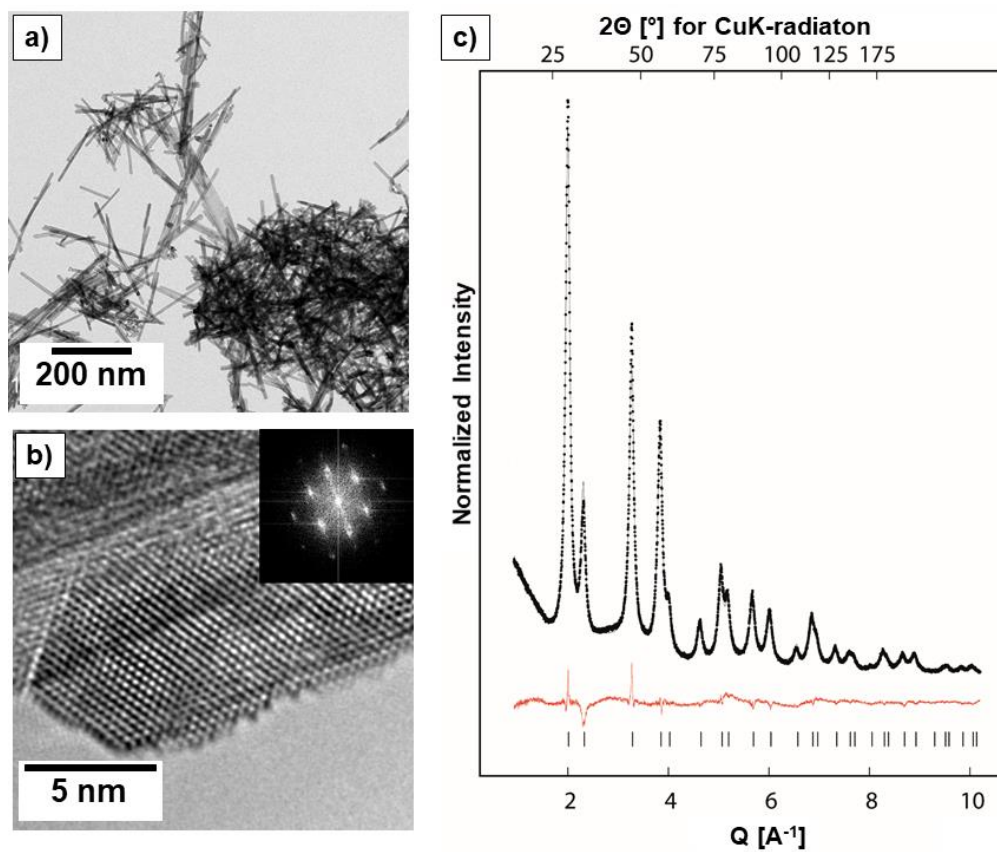 a)
200 nm
b)
5 nm
c)
2Θ [°] for CuK-radiaton
25 50 75 100 125 175
Normalized Intensity
2 4 6 8 10
Q [A⁻¹]